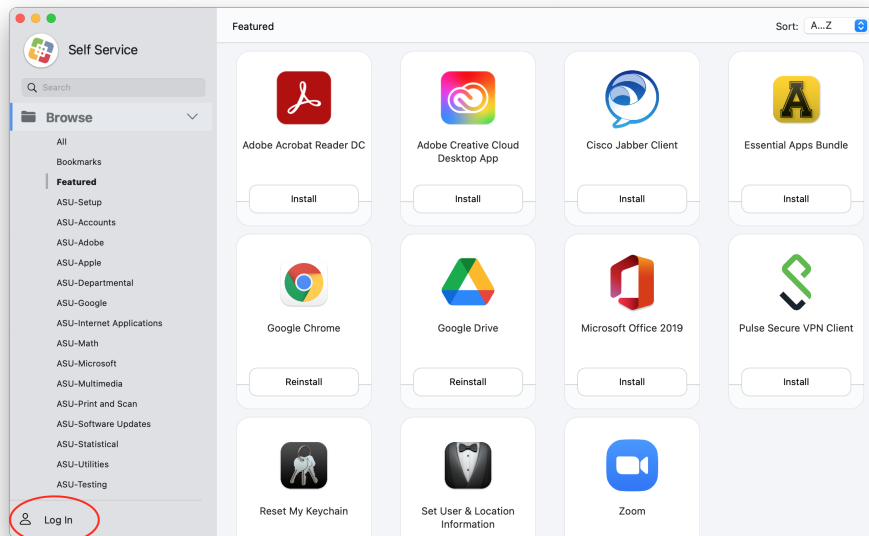 Self Service
Search
Browse
All
Bookmarks
Featured
ASU-Setup
ASU-Accounts
ASU-Adobe
ASU-Apple
ASU-Departmental
ASU-Google
ASU-Internet Applications
ASU-Math
ASU-Microsoft
ASU-Multimedia
ASU-Print and Scan
ASU-Software Updates
ASU-Statistical
ASU-Utilities
ASU-Testing
Log In
Featured
Sort: A...Z
Adobe Acrobat Reader DC
Install
Adobe Creative Cloud
Desktop App
Install
Cisco Jabber Client
Install
A
Essential Apps Bundle
Install
Google Chrome
Reinstall
Google Drive
Reinstall
Microsoft Office 2019
Install
Pulse Secure VPN Client
Install
Reset My Keychain
Set User & Location
Information
Zoom